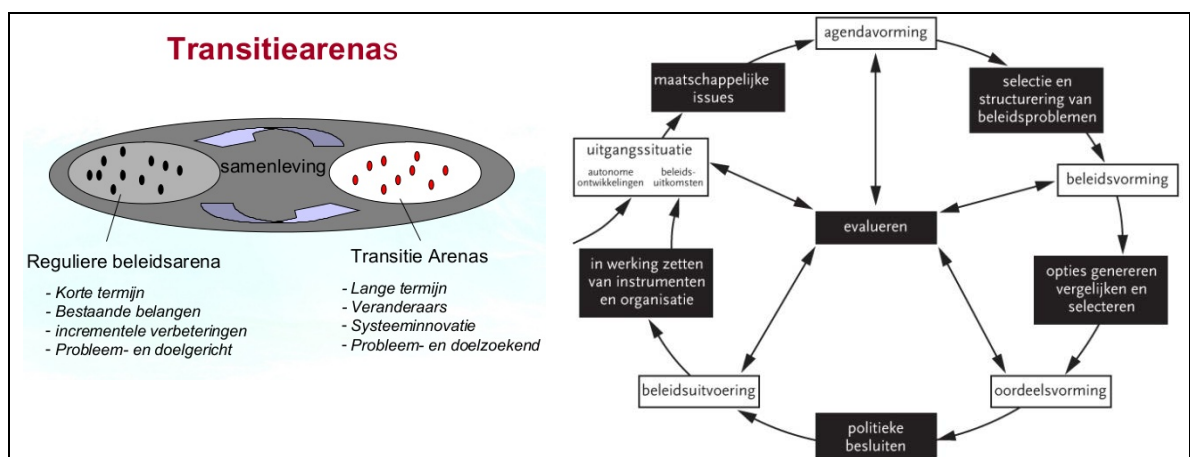 Transitiearenas
samenleving
Reguliere beleidsarena
- Korte termijn
- Bestaande belangen
- incrementele verbeteringen
- Probleem- en doelgericht
Transitie Arenas
- Lange termijn
- Veranderaars
- Systeeminnovatie
- Probleem- en doelzoekend
agendavorming
selectie en
structurering van
beleidsproblemen
beleidsvorming
opties genereren
vergelijken en
selecteren
oordeelsvorming
politieke
besluiten
beleidsuitvoering
in werking zetten
van instrumenten
en organisatie
uitgangssituatie
autonome beleids-
ontwikkelingen uitkomsten
maatschappelijke
issues
evalueren